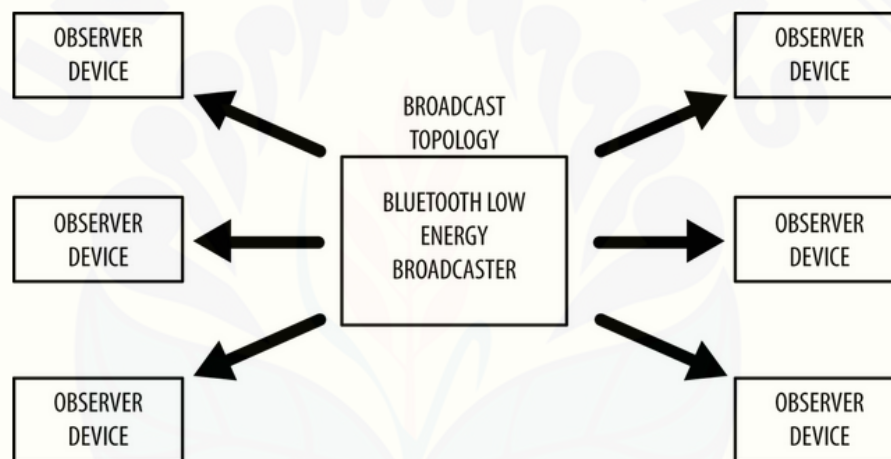 OBSERVER
DEVICE
OBSERVER
DEVICE
BROADCAST
TOPOLOGY
BLUETOOTH LOW
ENERGY
BROADCASTER
OBSERVER
DEVICE
OBSERVER
DEVICE
OBSERVER
DEVICE
OBSERVER
DEVICE